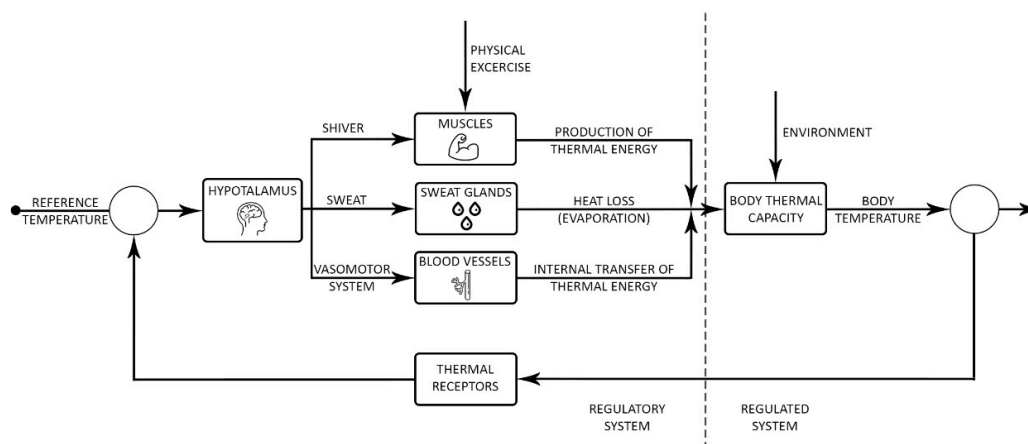 PHYSICAL
EXCERCISE
SHIVER
MUSCLES
PRODUCTION OF
THERMAL ENERGY
ENVIRONMENT
REFERENCE
TEMPERATURE
HYPOTALAMUS
SWEAT
SWEAT GLANDS
HEAT LOSS
(EVAPORATION)
BODY THERMAL
CAPACITY
BODY
TEMPERATURE
VASOMOTOR
SYSTEM
BLOOD VESSELS
INTERNAL TRANSFER OF
THERMAL ENERGY
THERMAL
RECEPTORS
REGULATORY
SYSTEM
REGULATED
SYSTEM